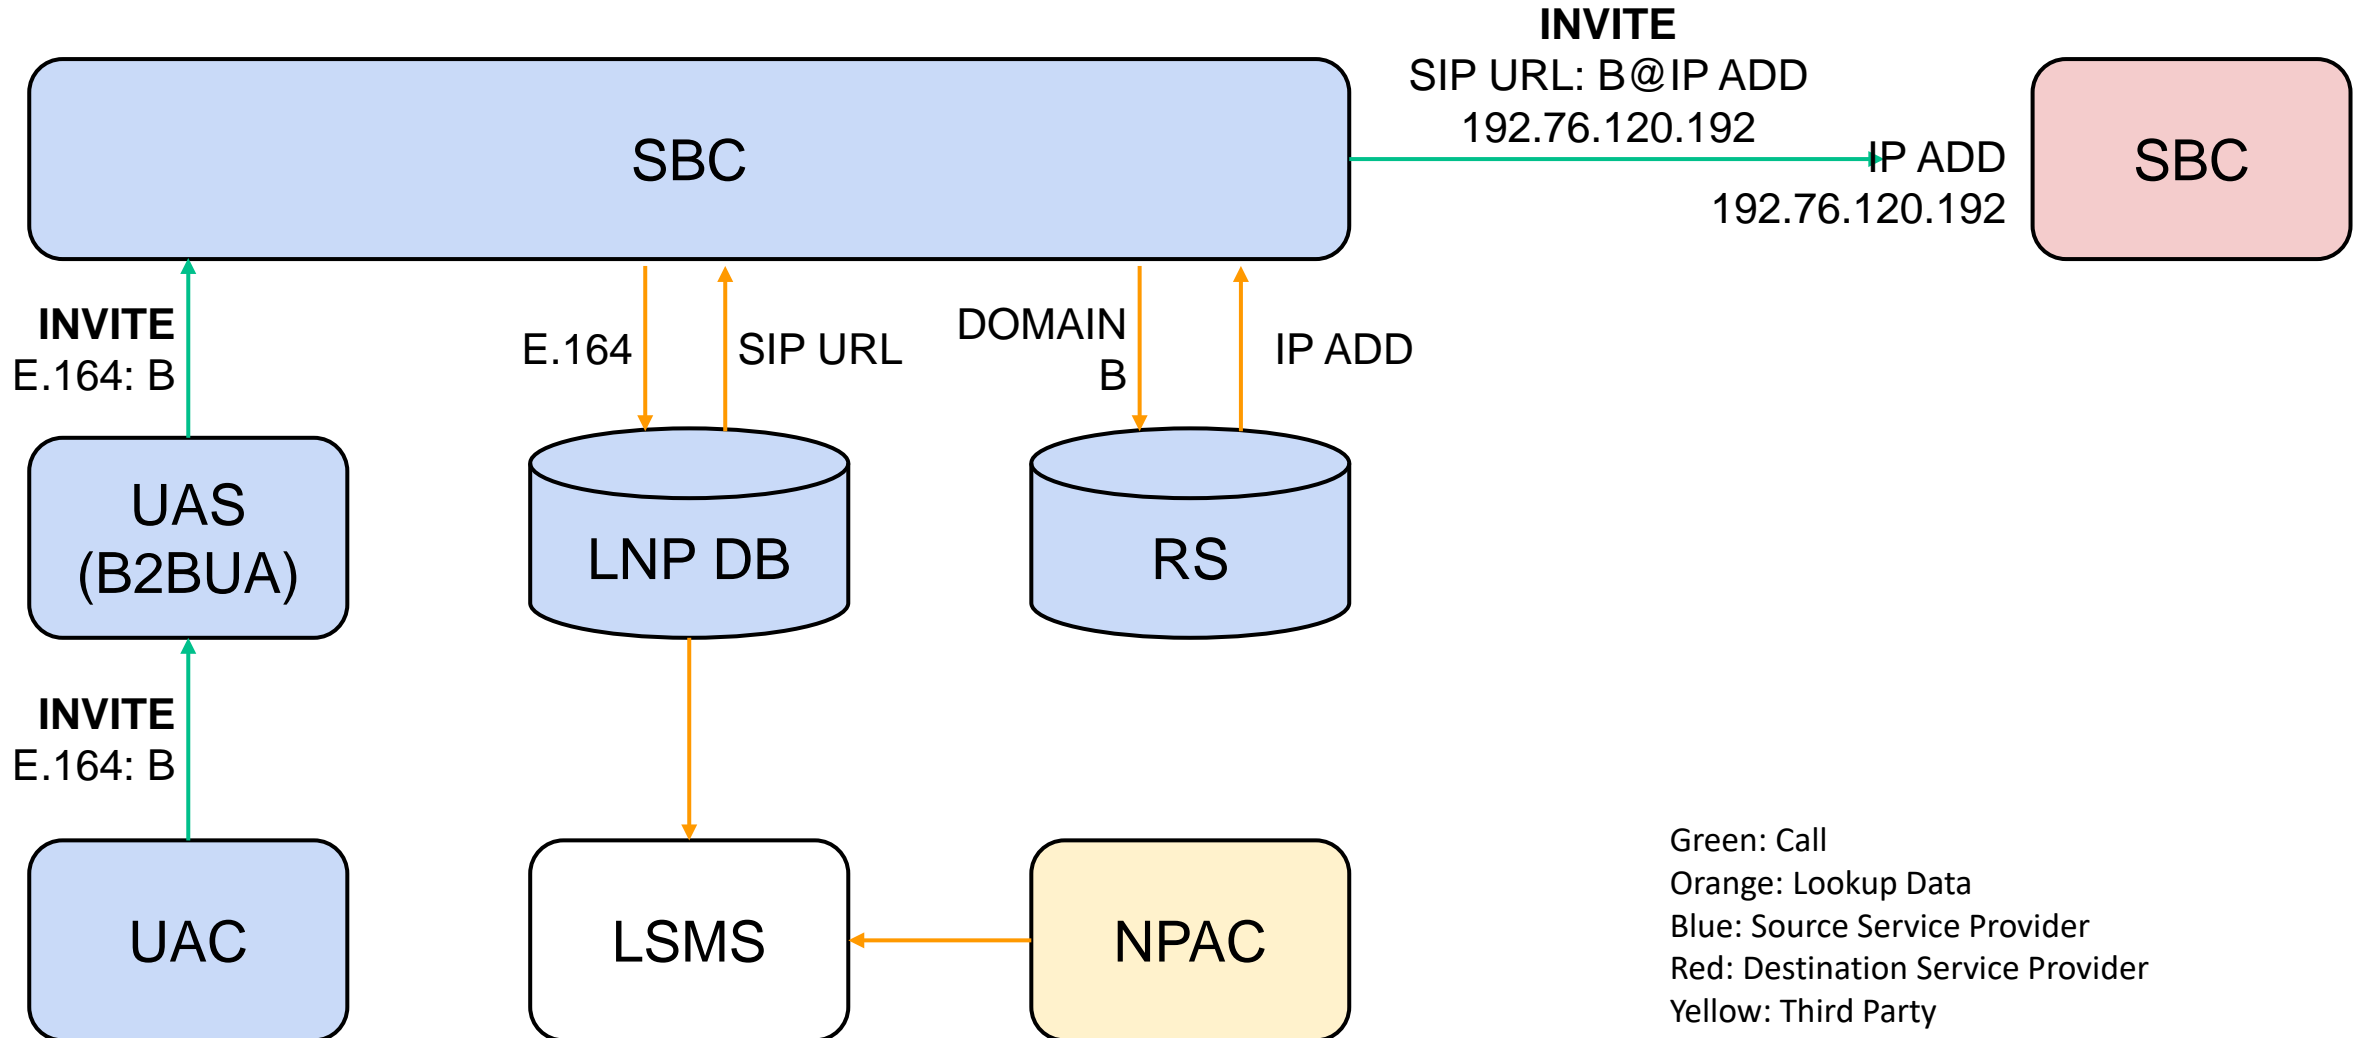 INVITE
SIP URL: B@IP ADD
192.76.120.192
SBC
IP ADD
192.76.120.192
SBC
INVITE
E.164: B
E.164
SIP URL
DOMAIN
B
IP ADD
UAS
(B2BUA)
LNP DB
RS
INVITE
E.164: B
UAC
LSMS
NPAC
Green: Call
Orange: Lookup Data
Blue: Source Service Provider
Red: Destination Service Provider
Yellow: Third Party